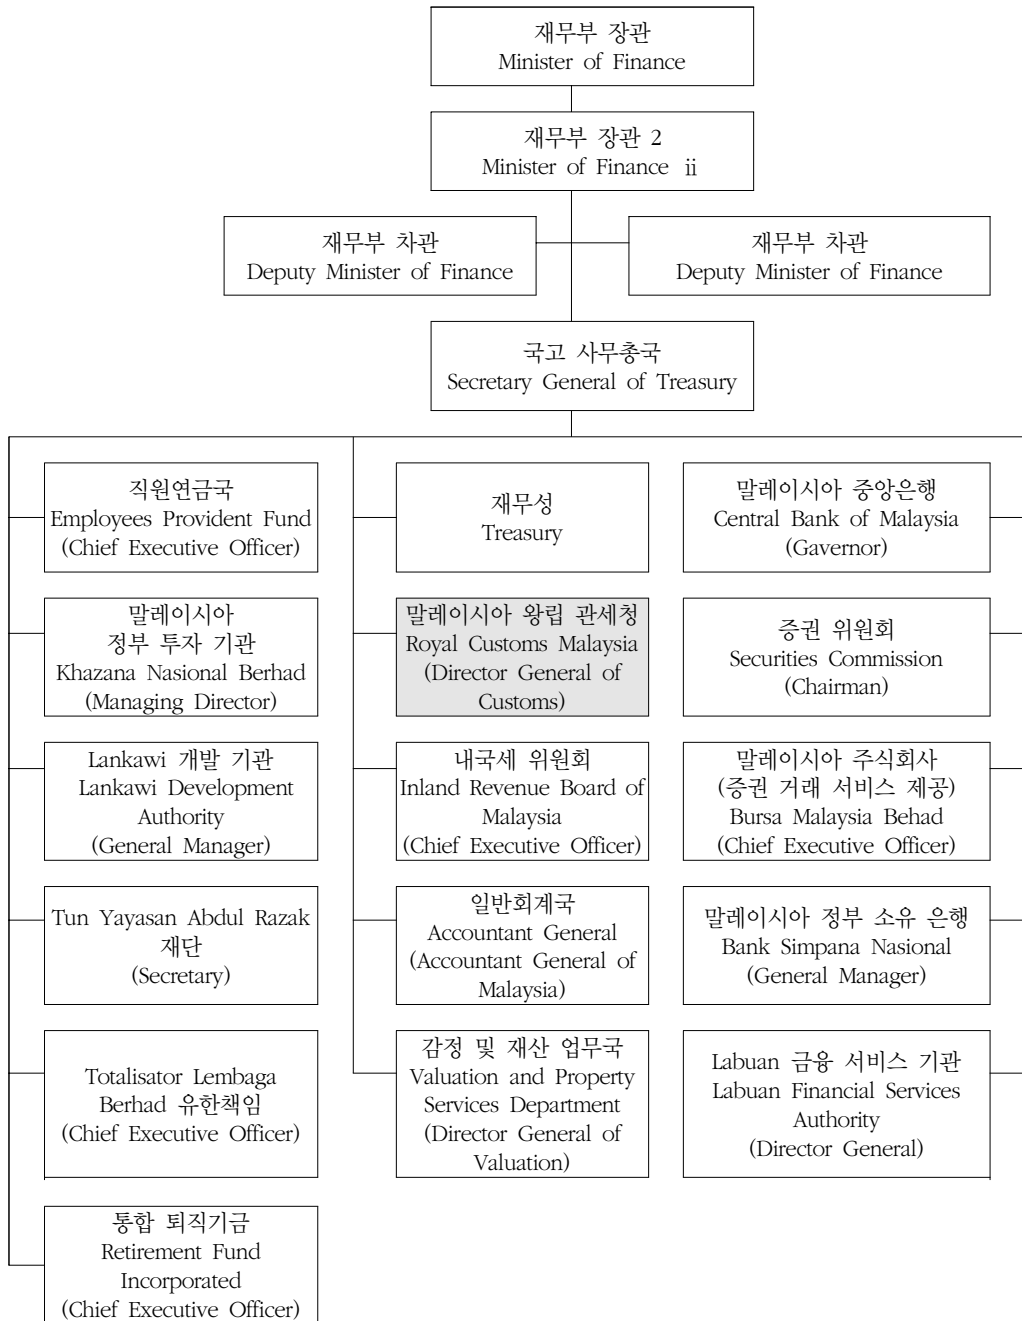 재무부 장관
Minister of Finance
재무부 장관 2
Minister of Finance ii
재무부 차관
Deputy Minister of Finance
재무부 차관
Deputy Minister of Finance
국고 사무총국
Secretary General of Treasury
직원연금국
Employees Provident Fund
(Chief Executive Officer)
말레이시아
정부 투자 기관
Khazana Nasional Berhad
(Managing Director)
Lankawi 개발 기관
Lankawi Development
Authority
(General Manager)
Tun Yayasan Abdul Razak
재단
(Secretary)
Totalisator Lembaga
Berhad 유한책임
(Chief Executive Officer)
통합 퇴직기금
Retirement Fund
Incorporated
(Chief Executive Officer)
재무성
Treasury
말레이시아 왕립 관세청
Royal Customs Malaysia
(Director General of
Customs)
내국세 위원회
Inland Revenue Board of
Malaysia
(Chief Executive Officer)
일반회계국
Accountant General
(Accountant General of
Malaysia)
감정 및 재산 업무국
Valuation and Property
Services Department
(Director General of
Valuation)
말레이시아 중앙은행
Central Bank of Malaysia
(Gavernor)
증권 위원회
Securities Commission
(Chairman)
말레이시아 주식회사
(증권 거래 서비스 제공)
Bursa Malaysia Behad
(Chief Executive Officer)
말레이시아 정부 소유 은행
Bank Simpana Nasional
(General Manager)
Labuan 금융 서비스 기관
Labuan Financial Services
Authority
(Director General)